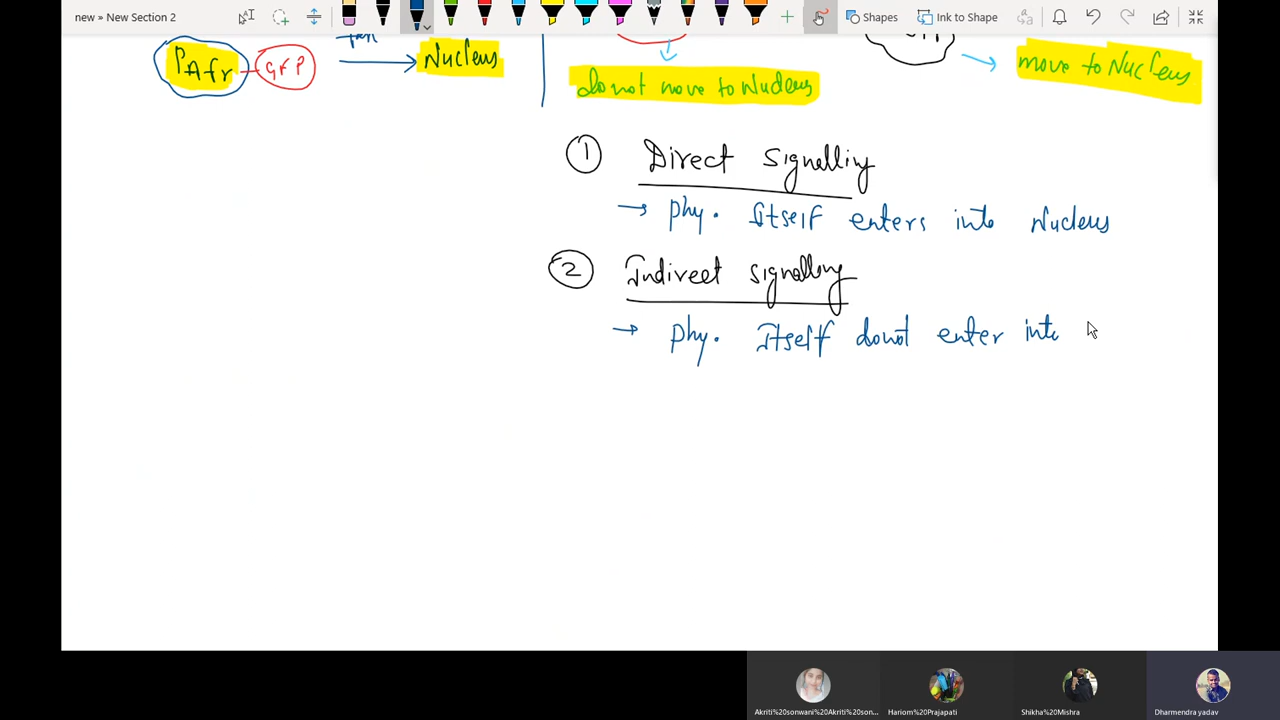 new » New Section 2
Shapes
Ink to Shape
fast
PAfr
GFP
Nucleus
do not move to Nucleus
move to Nucleus
1 Direct Signalling
→ Phy. Itself enters into Nucleus
2 Indirect signalling
→ Phy. Itself donot enter into
Akriti%20sonwani%20Akriti%20son...
Hariom%20Prajapati
Shikha%20Mishra
Dharmendra yadav